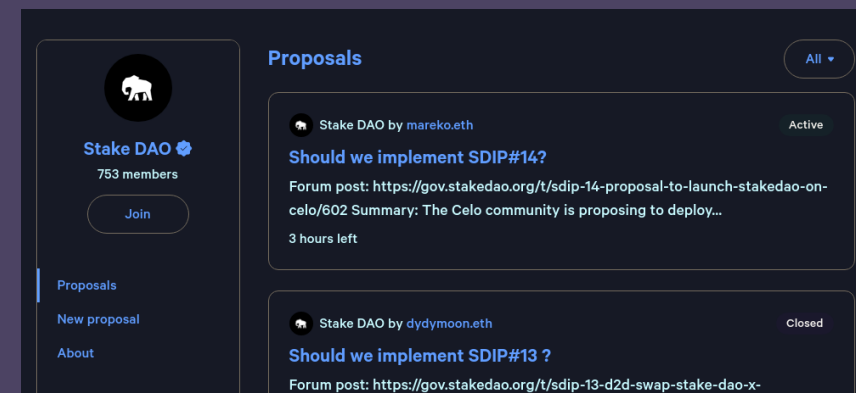 Stake DAO
753 members
Join
Proposals
New proposal
About
Proposals
All
Stake DAO by mareko.eth
Active
Should we implement SDIP#14?
Forum post: https://gov.stakedao.org/t/sdip-14-proposal-to-launch-stakedao-on-
celo/602 Summary: The Celo community is proposing to deploy...
3 hours left
Stake DAO by dydymoon.eth
Closed
Should we implement SDIP#13 ?
Forum post: https://gov.stakedao.org/t/sdip-13-d2d-swap-stake-dao-x-